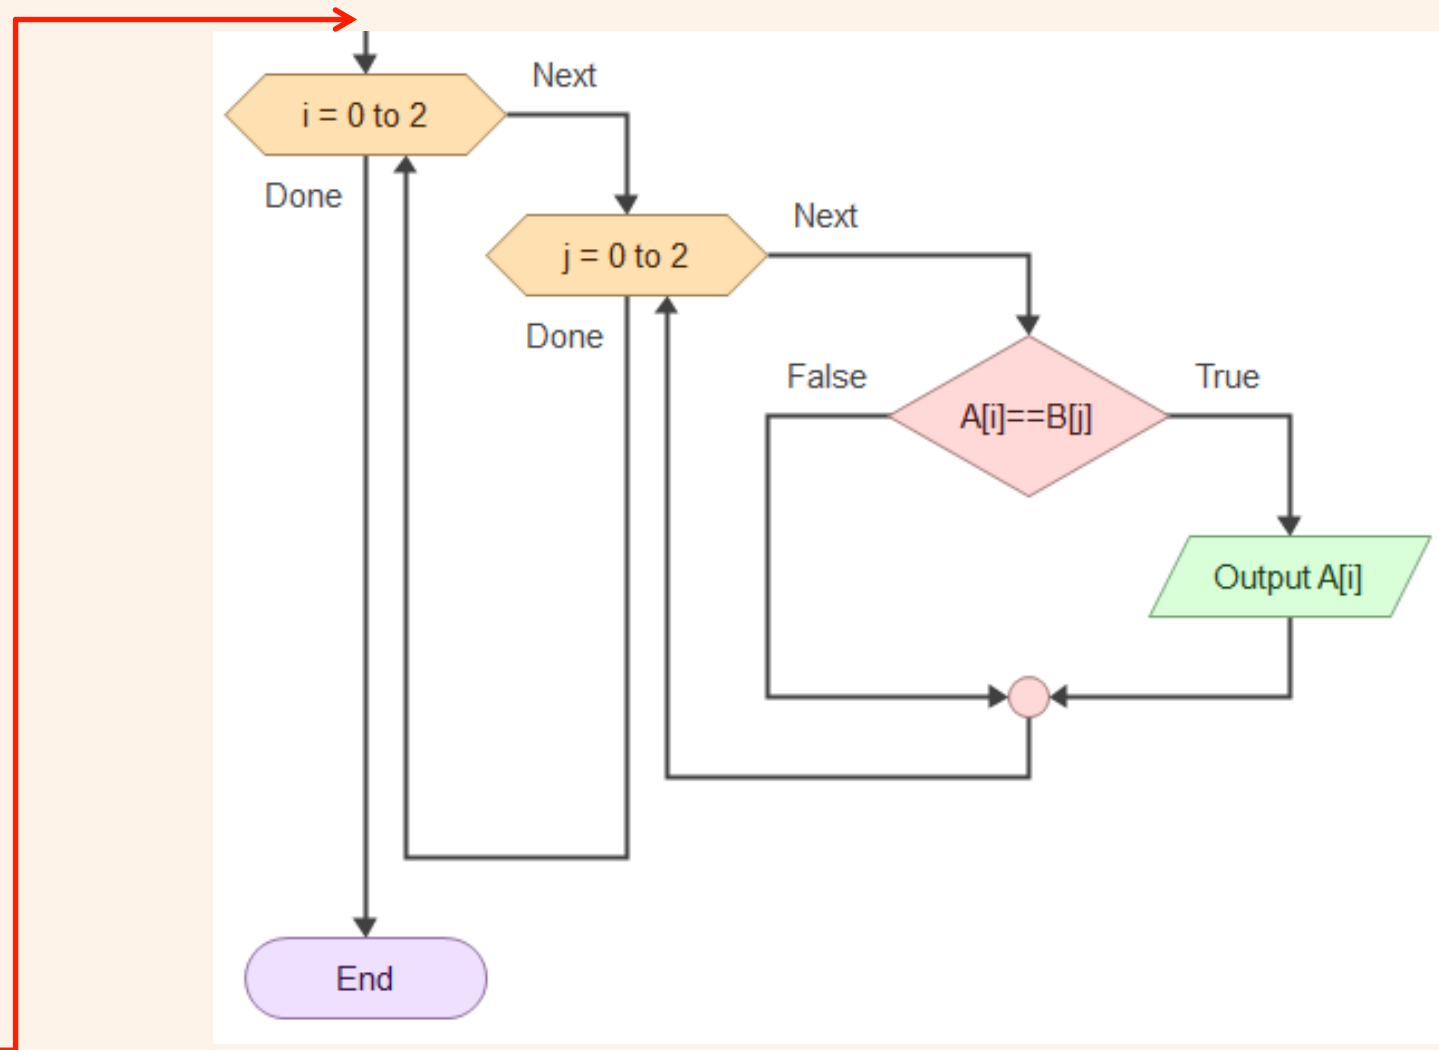 Next
i = 0 to 2
Done
Next
j = 0 to 2
Done
False
True
A[i]==B[j]
Output A[i]
End